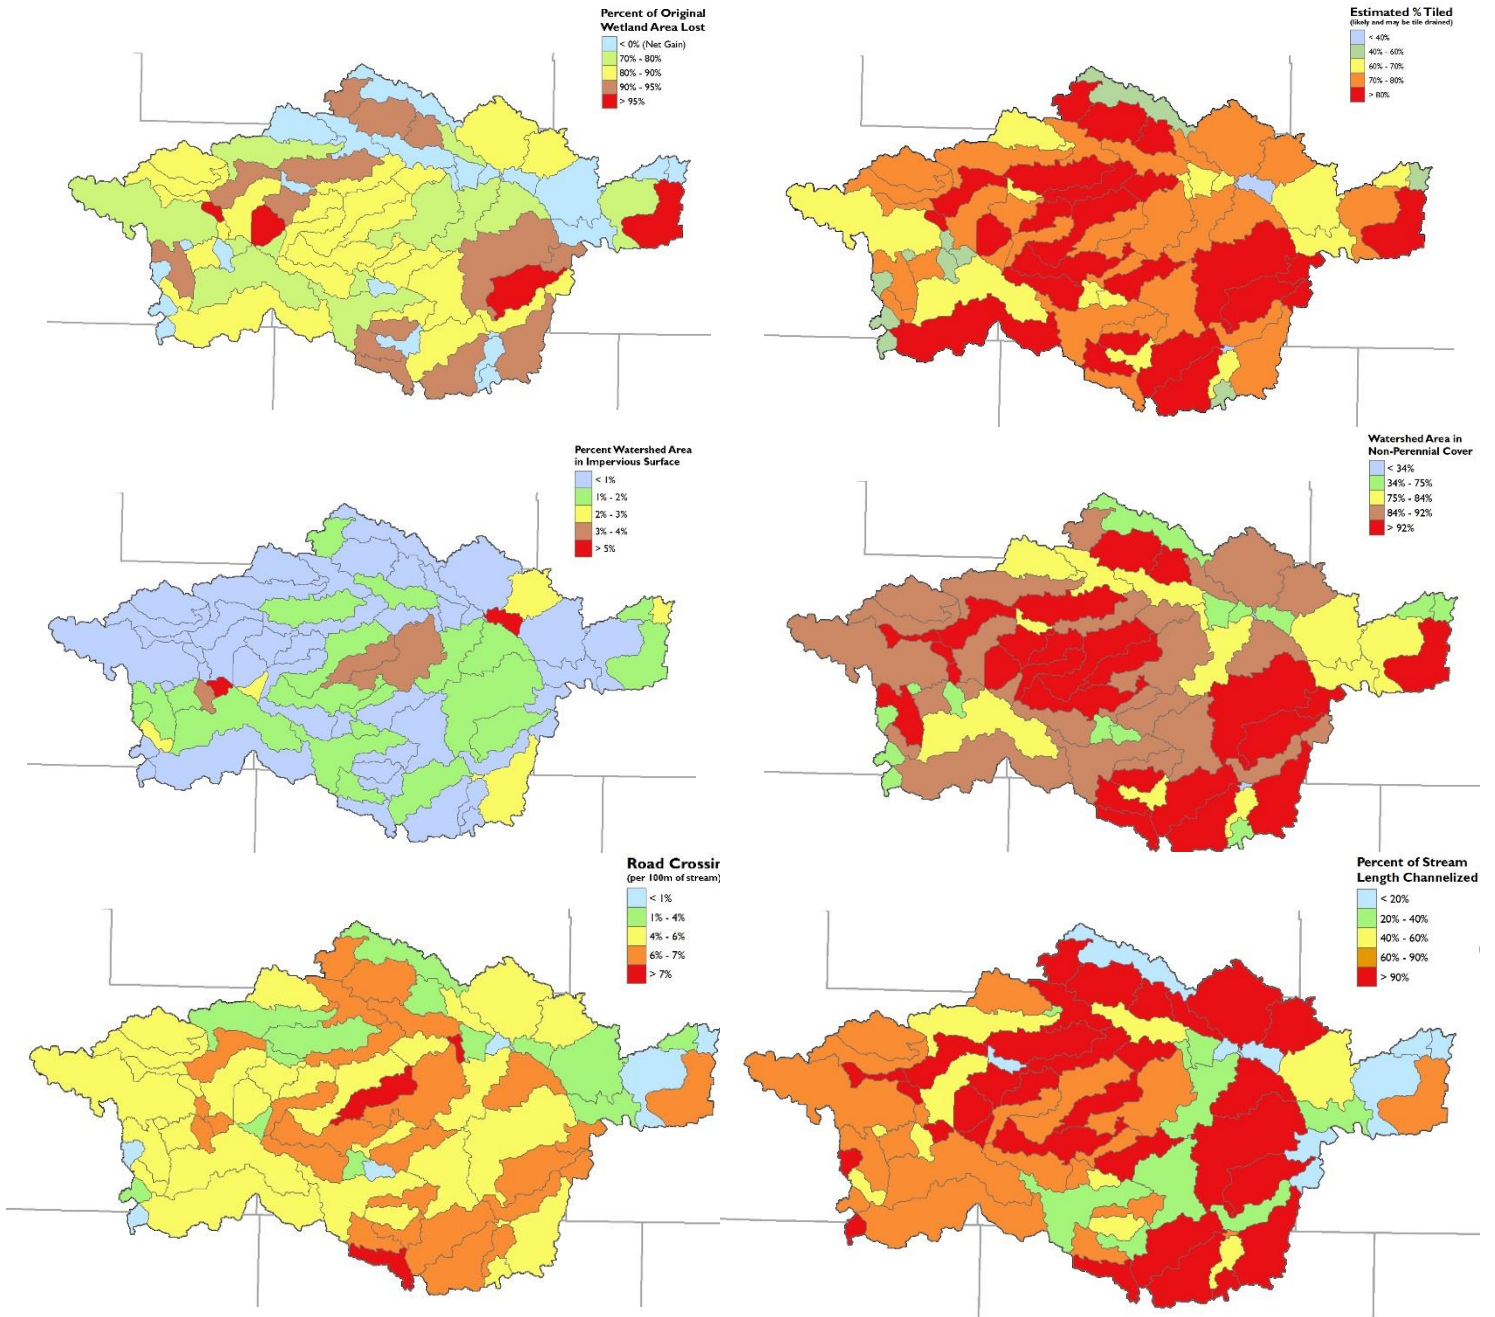 Percent of Original
Wetland Area Lost
< 0% (Net Gain)
70% - 80%
80% - 90%
90% - 95%
> 95%
Estimated % Tiled
(likely and may be tile drained)
< 40%
40% - 60%
60% - 70%
70% - 80%
> 80%
Percent Watershed Area
in Impervious Surface
< 1%
1% - 2%
2% - 3%
3% - 4%
> 5%
Watershed Area in
Non-Perennial Cover
< 34%
34% - 75%
75% - 84%
84% - 92%
> 92%
Road Crossin
(per 100m of stream)
< 1%
1% - 4%
4% - 6%
6% - 7%
> 7%
Percent of Stream
Length Channelized
< 20%
20% - 40%
40% - 60%
60% - 90%
> 90%